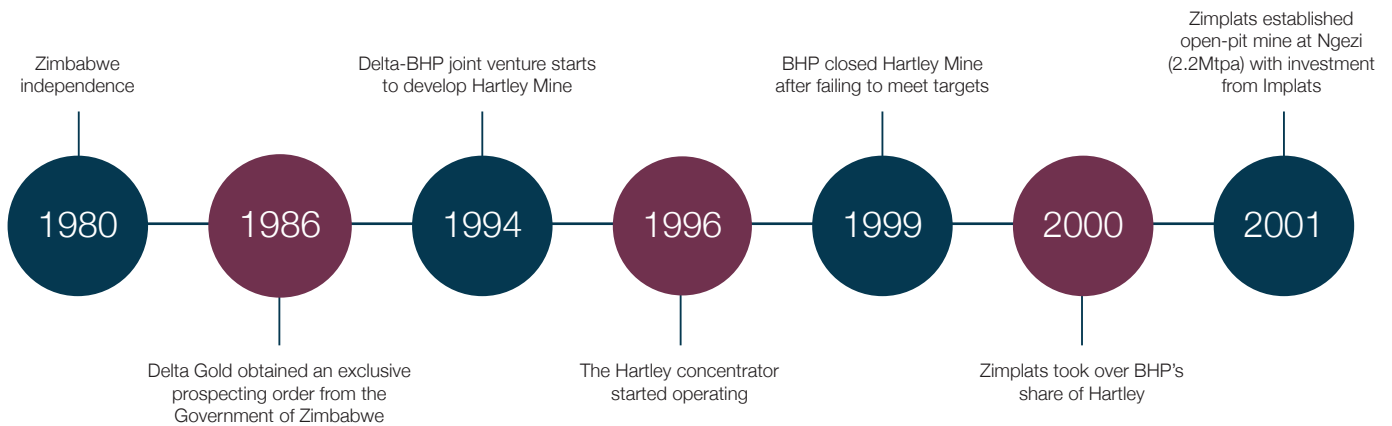 Zimbabwe
independence
1980
1986
Delta Gold obtained an exclusive
prospecting order from the
Government of Zimbabwe
Delta-BHP joint venture starts
to develop Hartley Mine
1994
1996
The Hartley concentrator
started operating
BHP closed Hartley Mine
after failing to meet targets
1999
2000
Zimplats took over BHP’s
share of Hartley
Zimplats established
open-pit mine at Ngezi
(2.2Mtpa) with investment
from Implats
2001